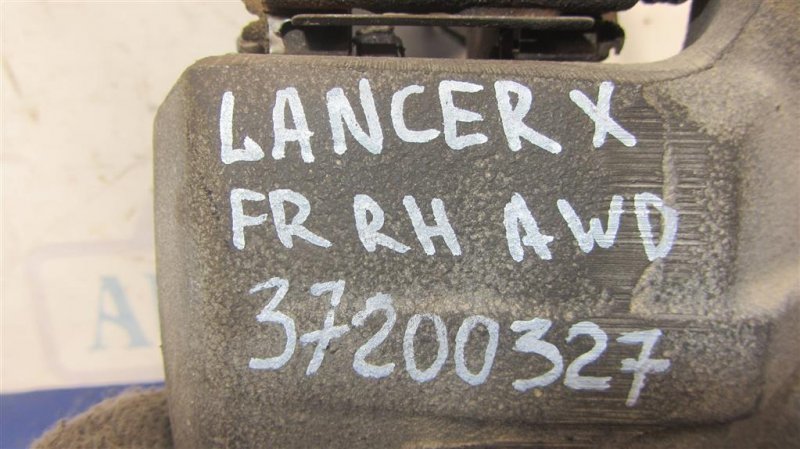 LANCER X
FR RH AWD
37200327